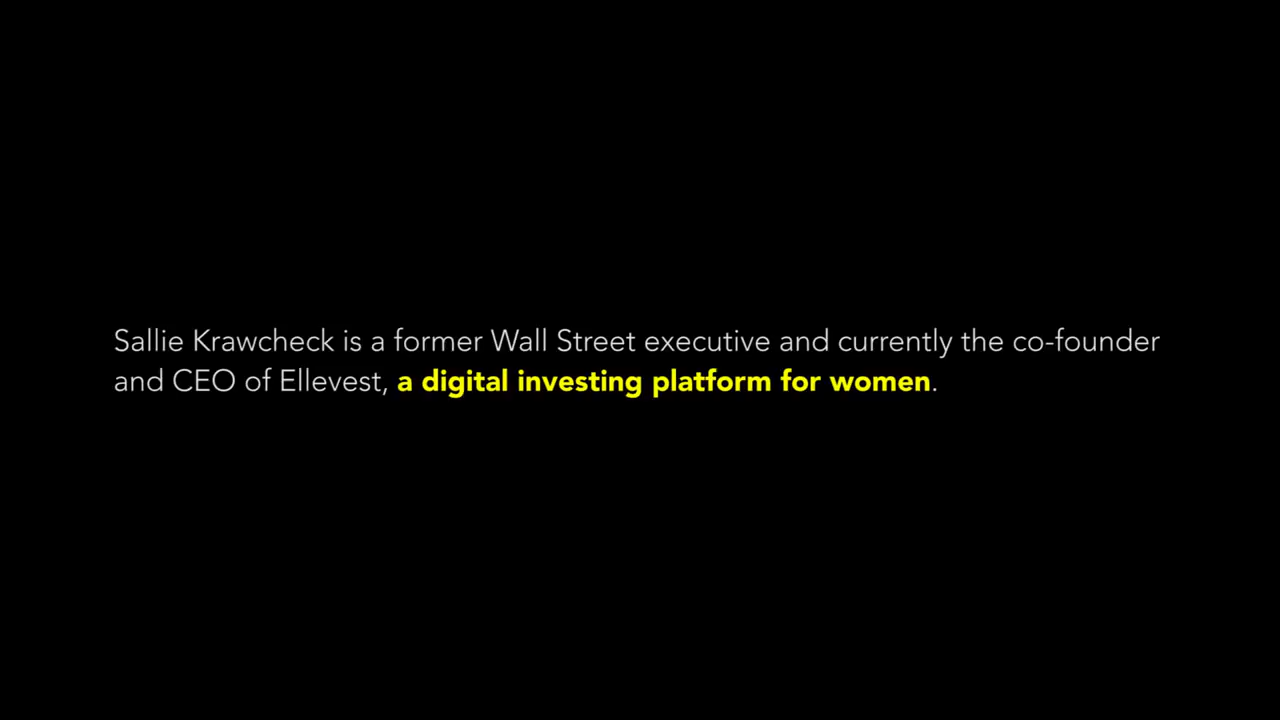 Sallie Krawcheck is a former Wall Street executive and currently the co-founder
and CEO of Ellevest, a digital investing platform for women.